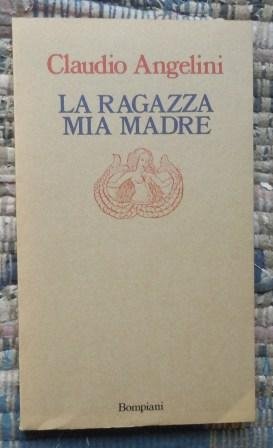 Claudio Angelini
LA RAGAZZA
MIA MADRE
Bompiani